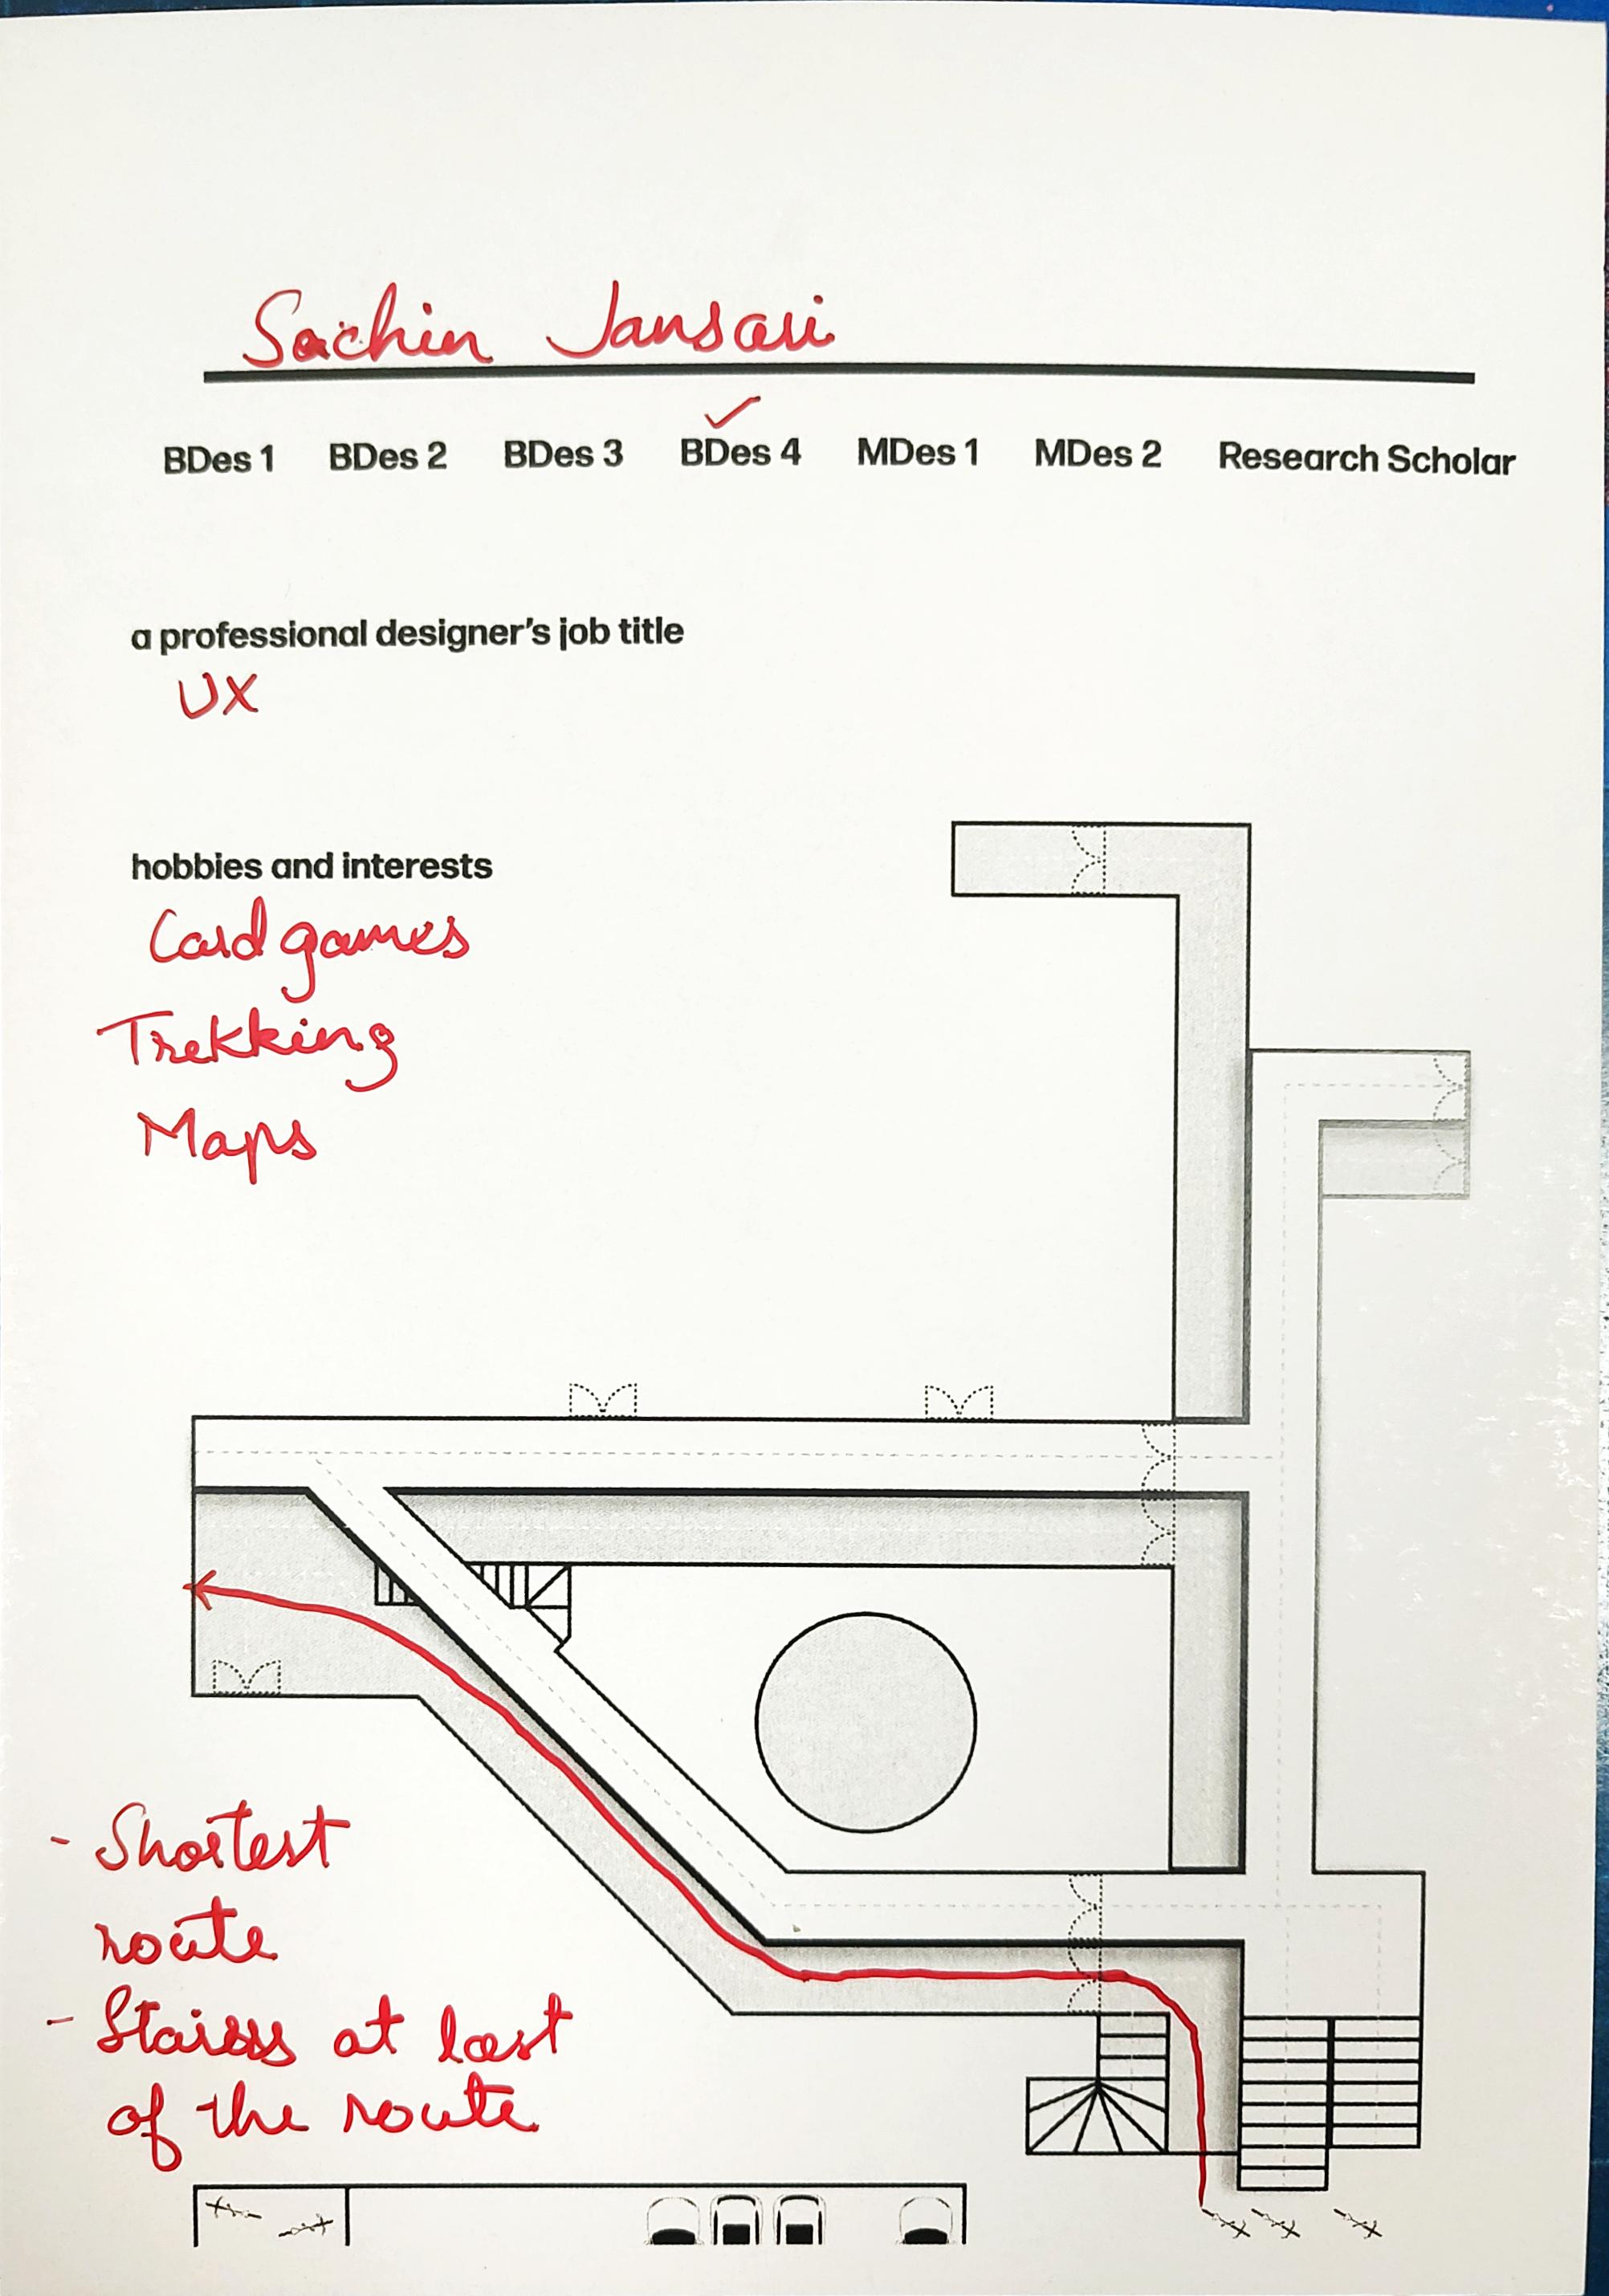 Sachin Jansari
BDes 1 BDes 2 BDes 3 BDes 4 MDes 1 MDes 2 Research Scholar
a professional designer's job title
UX
hobbies and interests
Card games
Trekking
Maps
- Shortest
route
- Stairs at last
of the route